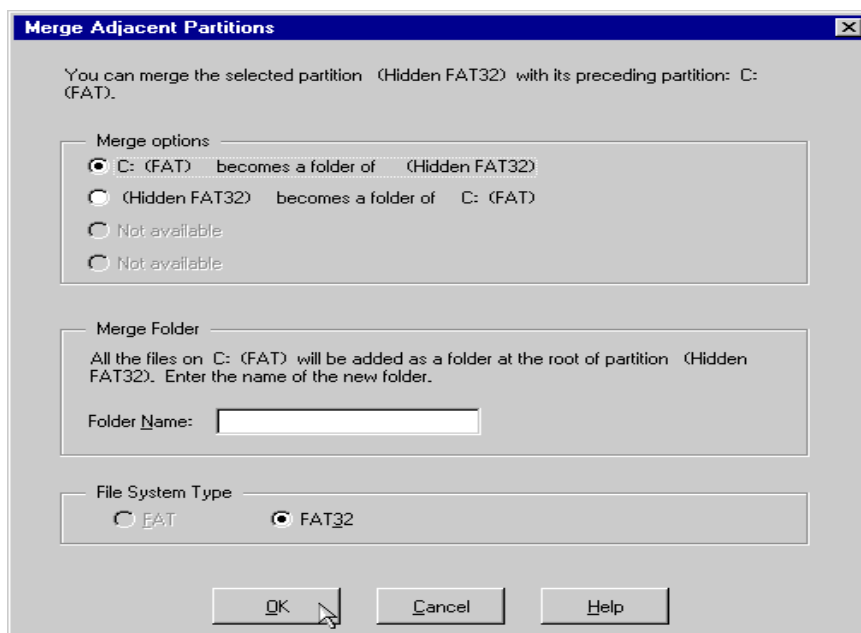 Merge Adjacent Partitions
You can merge the selected partition (Hidden FAT32) with its preceding partition: C:
(FAT).
Merge options
C: (FAT) becomes a folder of (Hidden FAT32)
(Hidden FAT32) becomes a folder of C: (FAT)
Not available
Not available
Merge Folder
All the files on C: (FAT) will be added as a folder at the root of partition (Hidden
FAT32). Enter the name of the new folder.
Folder Name:
File System Type
FAT FAT32
OK Cancel Help